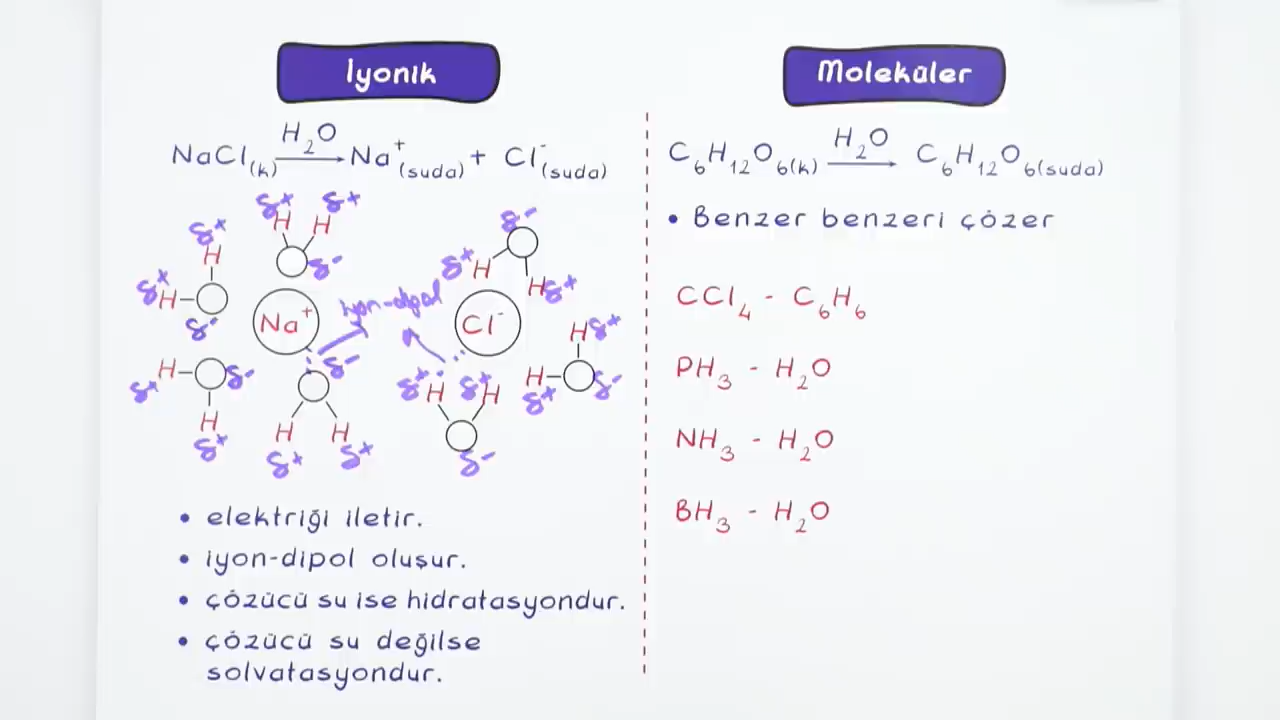 İyonik
NaCl(k) H₂O→ Na⁺(suda) + Cl⁻(suda)
δ+ δ+
H H
δ-
δ+
H
δ+ H
δ-
Na⁺
H δ-
δ+
H
δ+
δ-
H H
δ+ δ+
iyon-dipol
δ-
δ+ H
H δ+
Cl⁻
H δ+
H δ-
δ+
δ+ H δ+ H
δ-
• elektriği iletir.
• iyon-dipol oluşur.
• çözücü su ise hidratasyondur.
• çözücü su değilse
solvatasyondur.
Moleküler
C₆H₁₂O₆(k) H₂O→ C₆H₁₂O₆(suda)
• Benzer benzeri çözer
CCl₄ - C₆H₆
PH₃ - H₂O
NH₃ - H₂O
BH₃ - H₂O